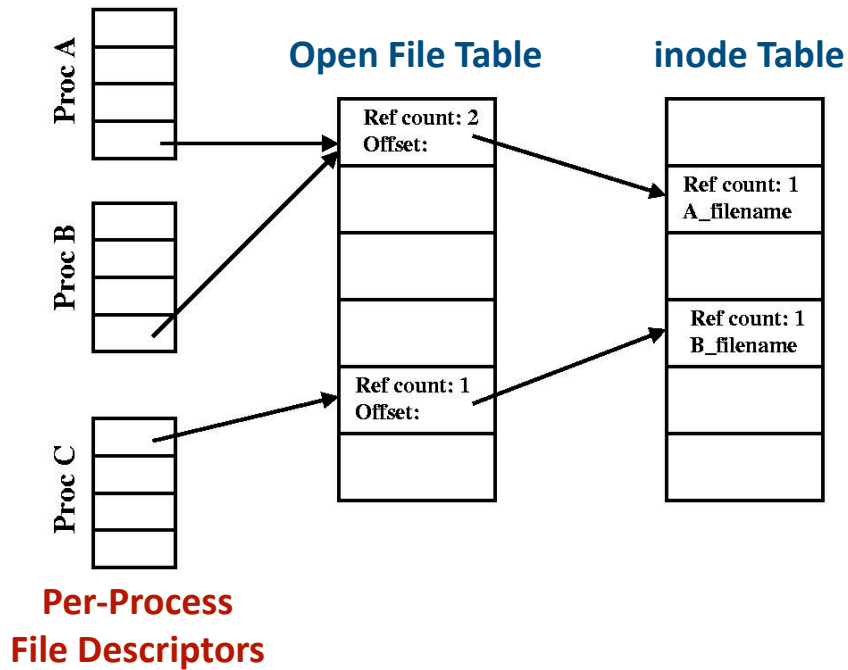 Proc A
Open File Table
inode Table
Ref count: 2
Offset:
Ref count: 1
A_filename
Proc B
Ref count: 1
B_filename
Ref count: 1
Offset:
Proc C
Per-Process
File Descriptors